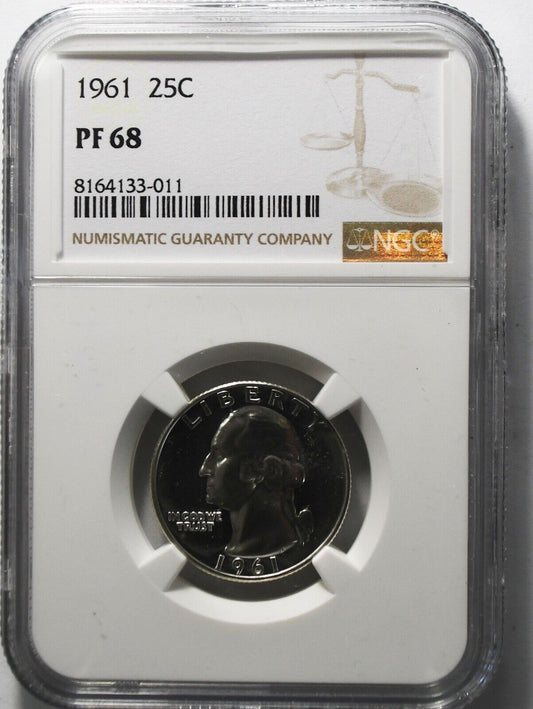 1961 25C
PF 68
8164133-011
NUMISMATIC GUARANTY COMPANY
NGC®
LIBERTY
IN GOD WE
TRUST
1961